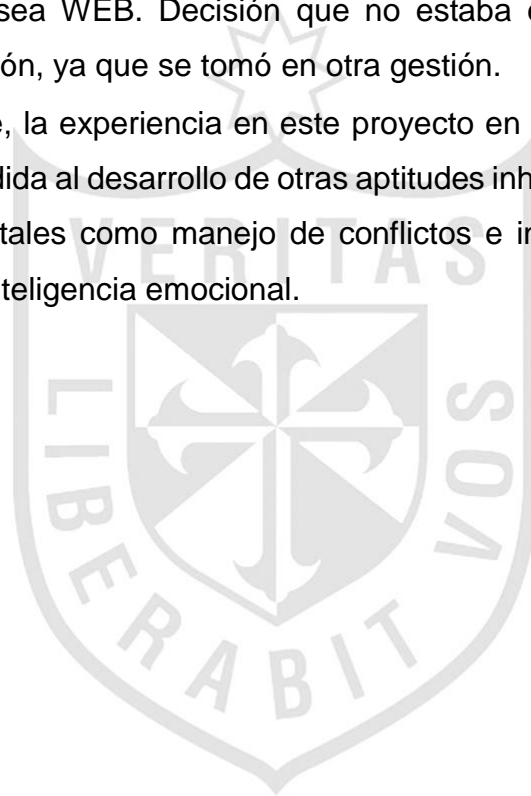 sea WEB. Decisión que no estaba
ón, ya que se tomó en otra gestión.
, la experiencia en este proyecto en
dida al desarrollo de otras aptitudes inh
tales como manejo de conflictos e in
teligencia emocional.
VERITAS
LIBERABIT
VOS